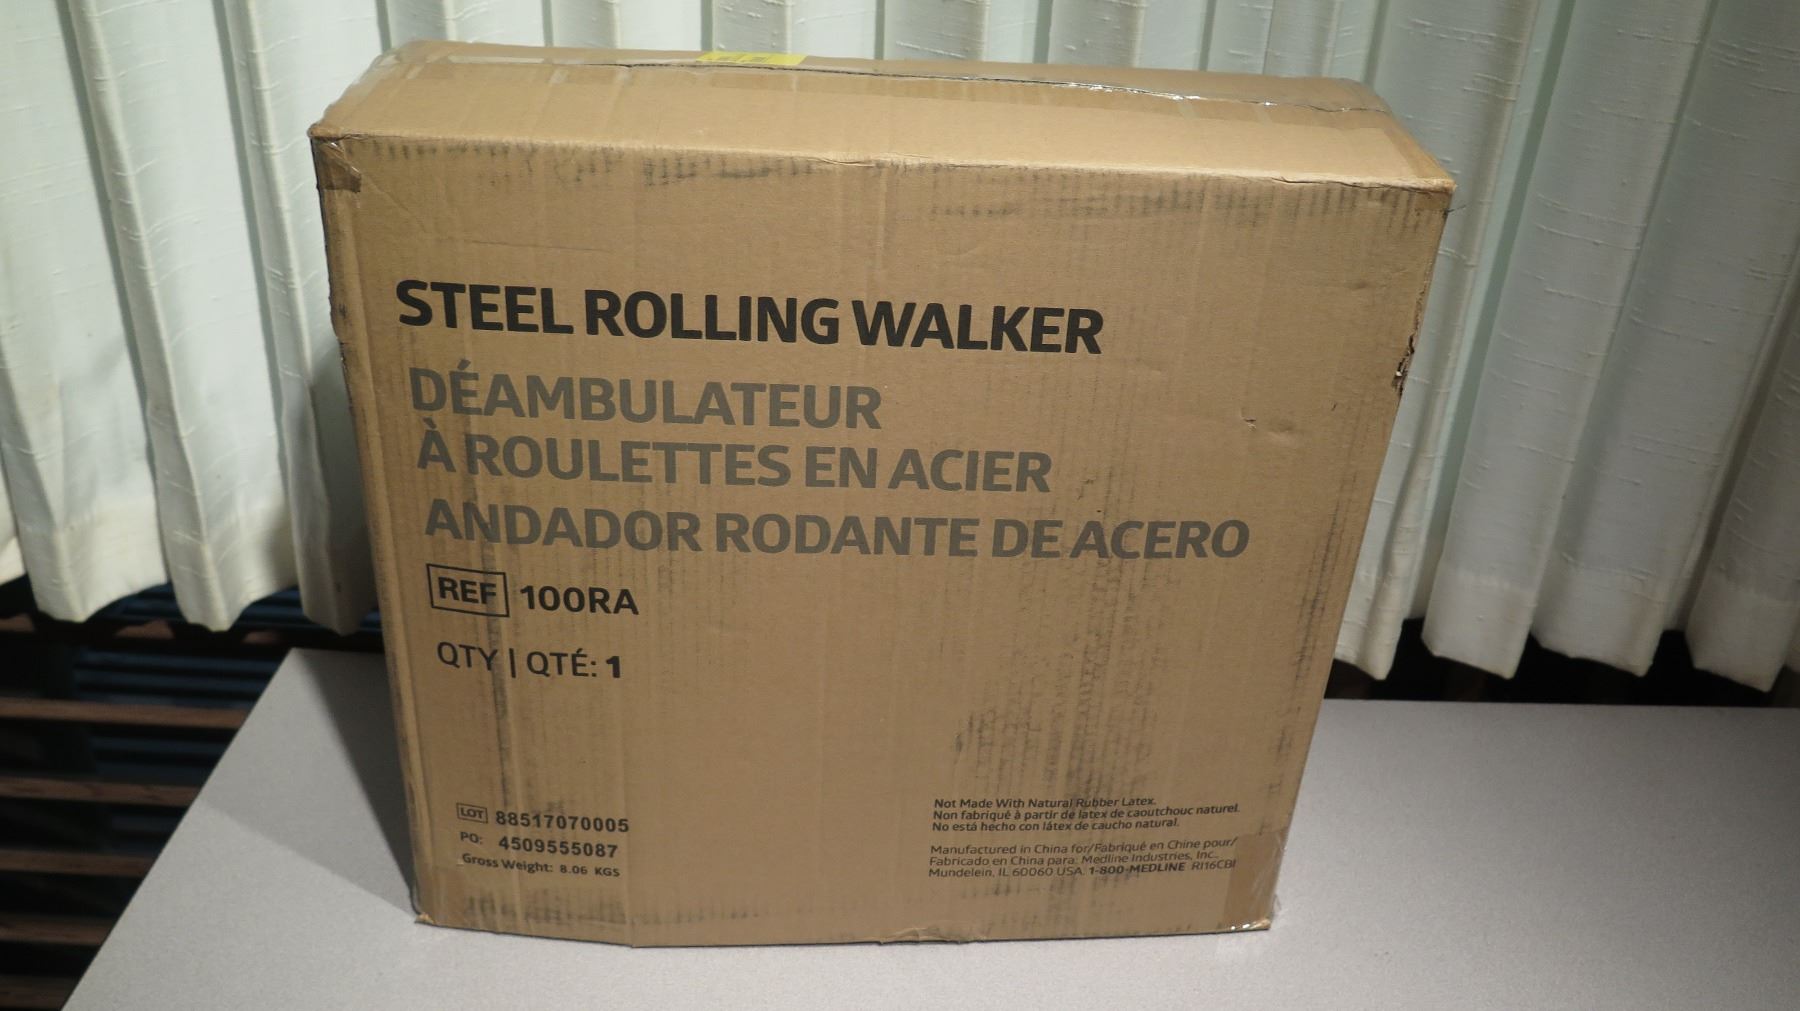 STEEL ROLLING WALKER
DÉAMBULATEUR
À ROULETTES EN ACIER
ANDADOR RODANTE DE ACERO
REF 100RA
QTY | QTÉ: 1
LOT 88517070005
PO: 4509555087
Gross Weight: 8.06 KGS
Not Made With Natural Rubber Latex.
Non fabriqué à partir de latex de caoutchouc naturel.
No está hecho con látex de caucho natural.
Manufactured in China for/Fabriqué en Chine pour/
Fabricado en China para: Medline Industries, Inc.,
Mundelein, IL 60060 USA. 1-800-MEDLINE RI16CBI